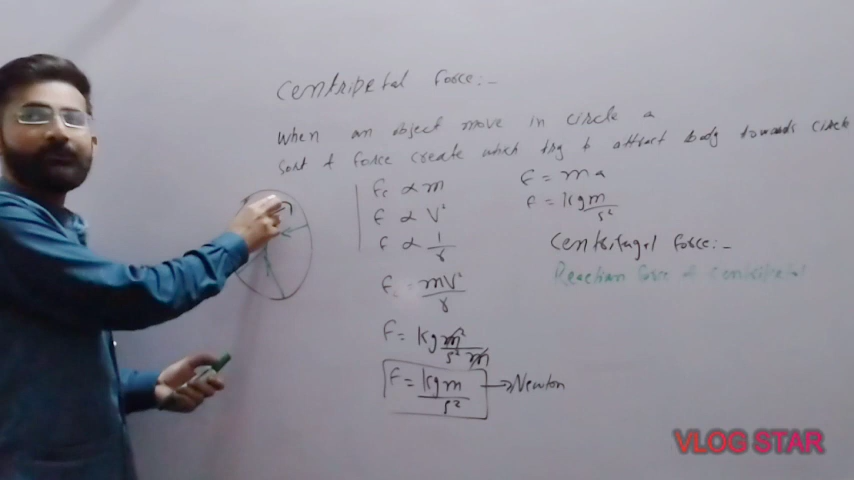 Centripetal force:-
When an object move in circle a
sort of force create which try to attract body towards circle
Fc ∝ m
F ∝ V²
F ∝ 1/r
Fc = mV²/r
F = kg m²/s² m
F = kgm/s² → Newton
F = ma
F = kgm/s²
Centrifugal force:-
Reaction force of centripetal
VLOG STAR